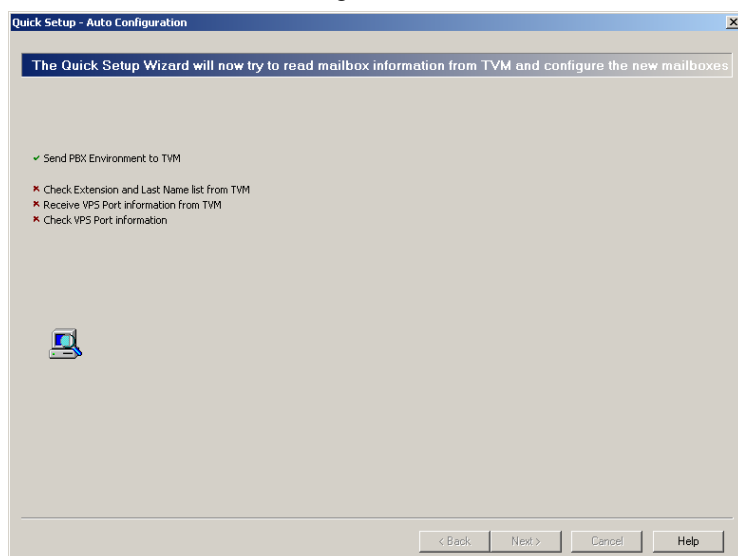 Quick Setup - Auto Configuration
The Quick Setup Wizard will now try to read mailbox information from TVM and configure the new mailboxes
Send PBX Environment to TVM
Check Extension and Last Name list from TVM
Receive VPS Port information from TVM
Check VPS Port information
< Back Next > Cancel Help